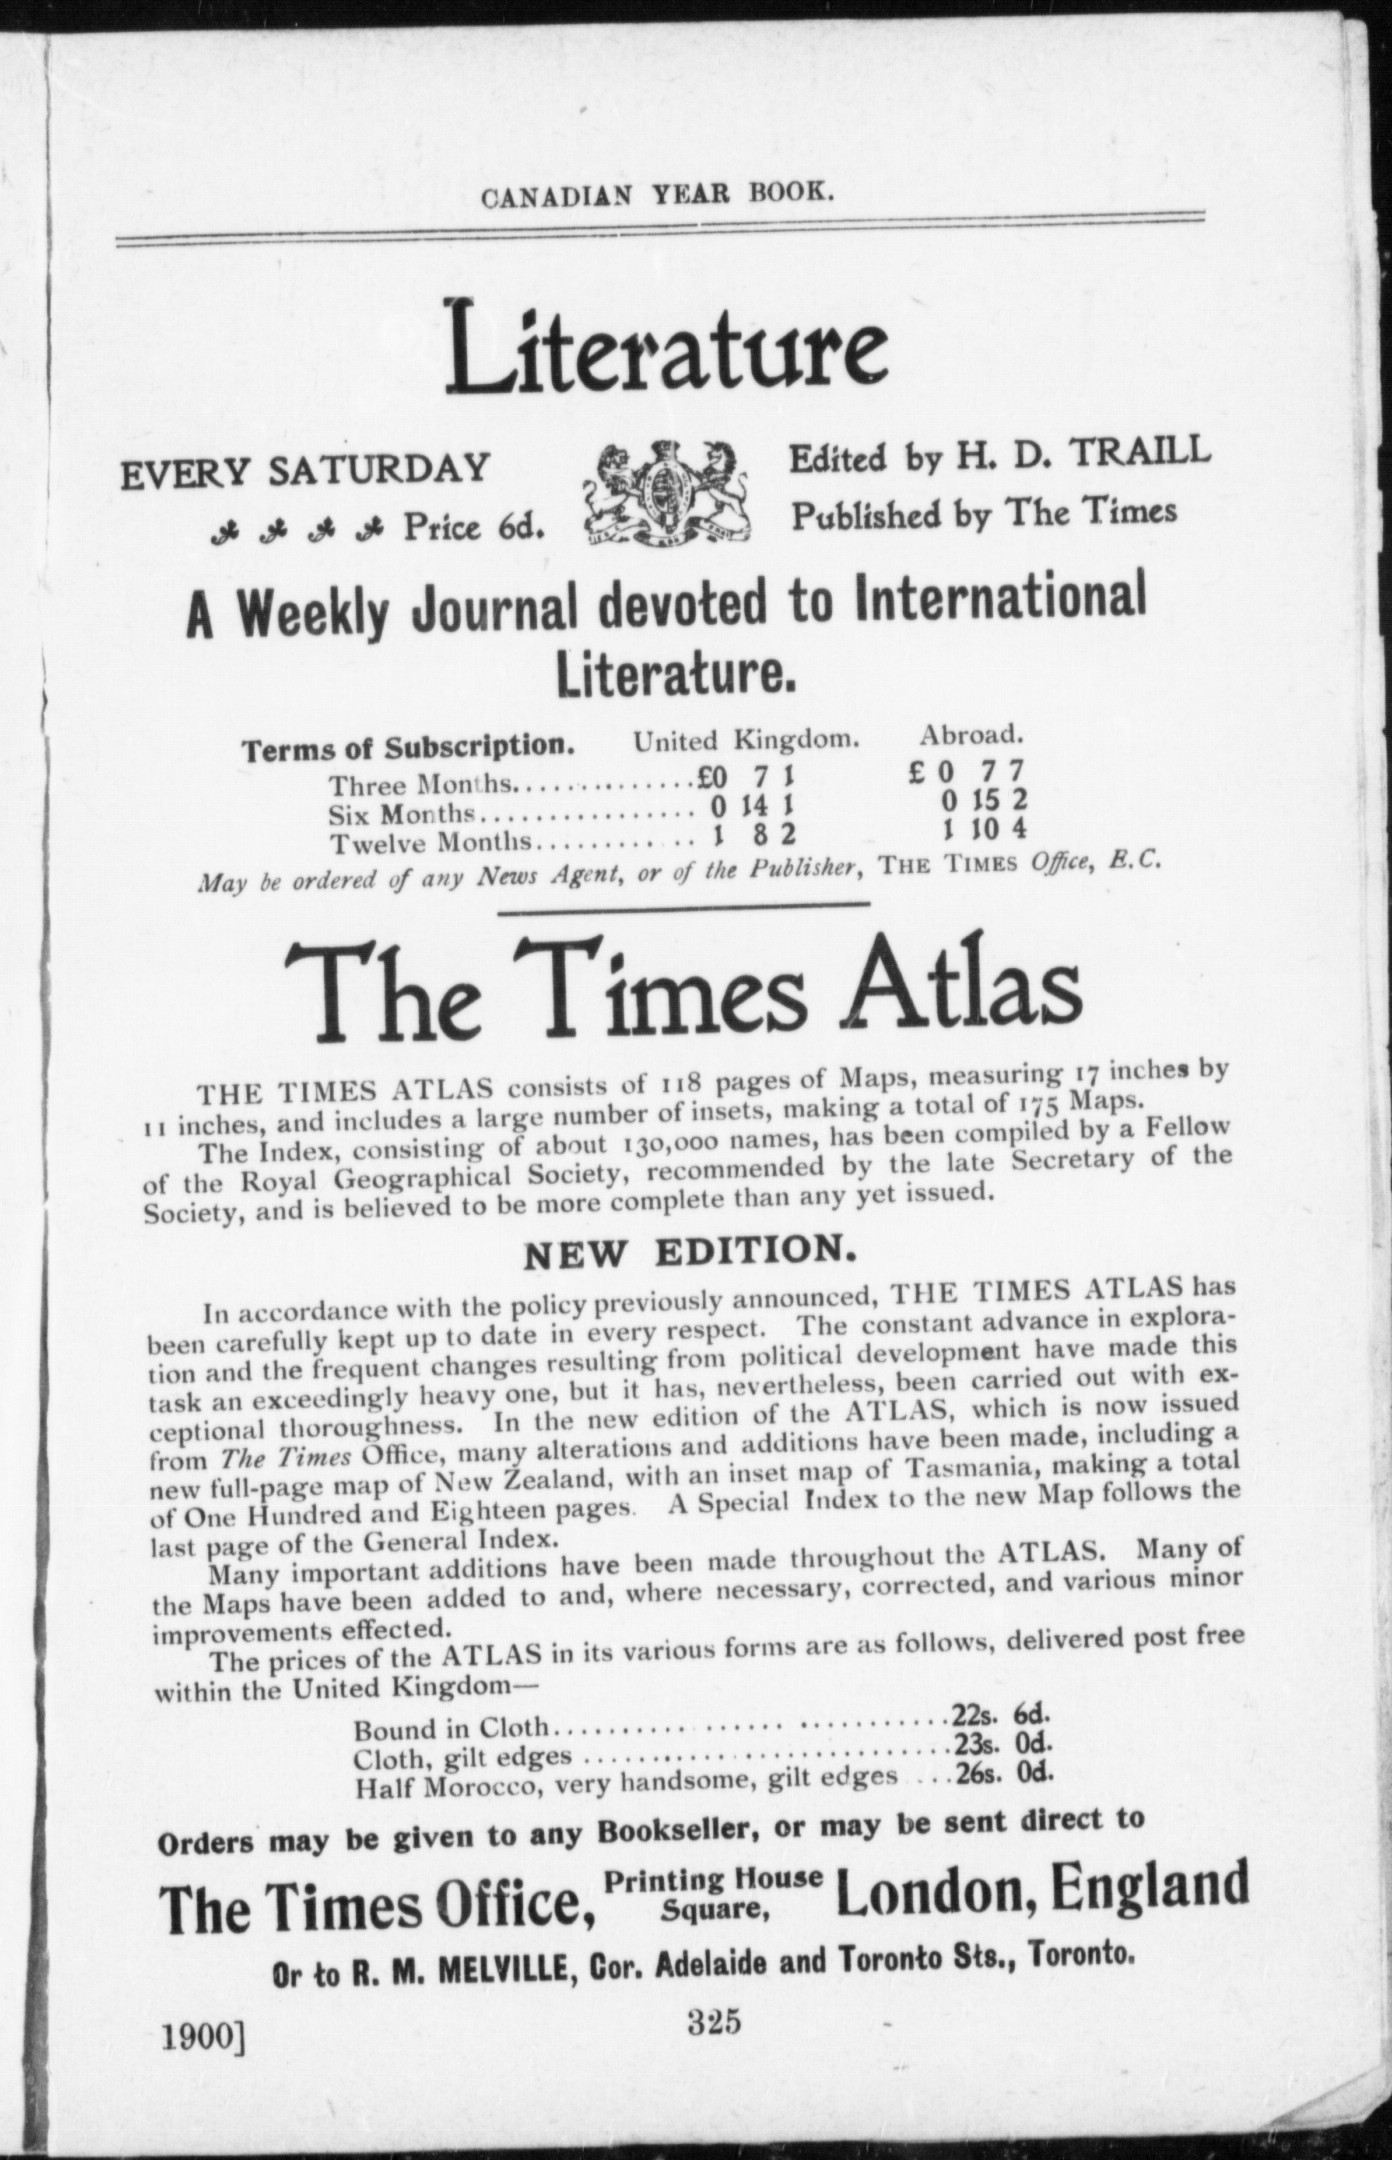 CANADIAN YEAR BOOK.
Literature
EVERY SATURDAY
Price 6d.
Edited by H. D. TRAILL
Published by The Times
A Weekly Journal devoted to International
Literature.
Terms of Subscription. United Kingdom. Abroad.
Three Months..............£0 7 1 £ 0 7 7
Six Months................ 0 14 1 0 15 2
Twelve Months............ 1 8 2 1 10 4
May be ordered of any News Agent, or of the Publisher, THE TIMES Office, E.C.
The Times Atlas
THE TIMES ATLAS consists of 118 pages of Maps, measuring 17 inches by
11 inches, and includes a large number of insets, making a total of 175 Maps.
The Index, consisting of about 130,000 names, has been compiled by a Fellow
of the Royal Geographical Society, recommended by the late Secretary of the
Society, and is believed to be more complete than any yet issued.
NEW EDITION.
In accordance with the policy previously announced, THE TIMES ATLAS has
been carefully kept up to date in every respect. The constant advance in explora-
tion and the frequent changes resulting from political development have made this
task an exceedingly heavy one, but it has, nevertheless, been carried out with ex-
ceptional thoroughness. In the new edition of the ATLAS, which is now issued
from The Times Office, many alterations and additions have been made, including a
new full-page map of New Zealand, with an inset map of Tasmania, making a total
of One Hundred and Eighteen pages. A Special Index to the new Map follows the
last page of the General Index.
Many important additions have been made throughout the ATLAS. Many of
the Maps have been added to and, where necessary, corrected, and various minor
improvements effected.
The prices of the ATLAS in its various forms are as follows, delivered post free
within the United Kingdom—
Bound in Cloth............................22s. 6d.
Cloth, gilt edges ..........................23s. 0d.
Half Morocco, very handsome, gilt edges ...26s. 0d.
Orders may be given to any Bookseller, or may be sent direct to
The Times Office, Printing House Square, London, England
Or to R. M. MELVILLE, Cor. Adelaide and Toronto Sts., Toronto.
1900] 325